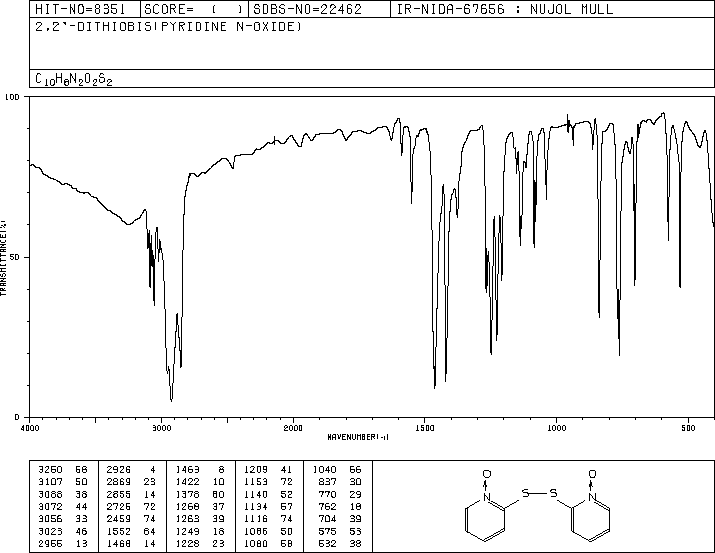 HIT-NO=8351 SCORE= ( ) SDBS-NO=22462 IR-NIDA-67656 : NUJOL MULL
2,2'-DITHIOBIS(PYRIDINE N-OXIDE)
C10H8N2O2S2
100
50
0
TRANSMITTANCE(%)
4000 3000 2000 1500 1000 500
WAVENUMBER(-1)
3260 68 2926 4 1463 8 1209 41 1040 66
3107 50 2869 23 1422 10 1153 72 837 30
3088 38 2855 14 1378 60 1140 52 770 29
3072 44 2726 72 1268 37 1134 57 762 18
3056 33 2459 74 1263 39 1116 74 704 39
3023 46 1552 64 1249 18 1086 50 575 53
2955 13 1468 14 1228 23 1080 58 532 38
O O
S S
N N